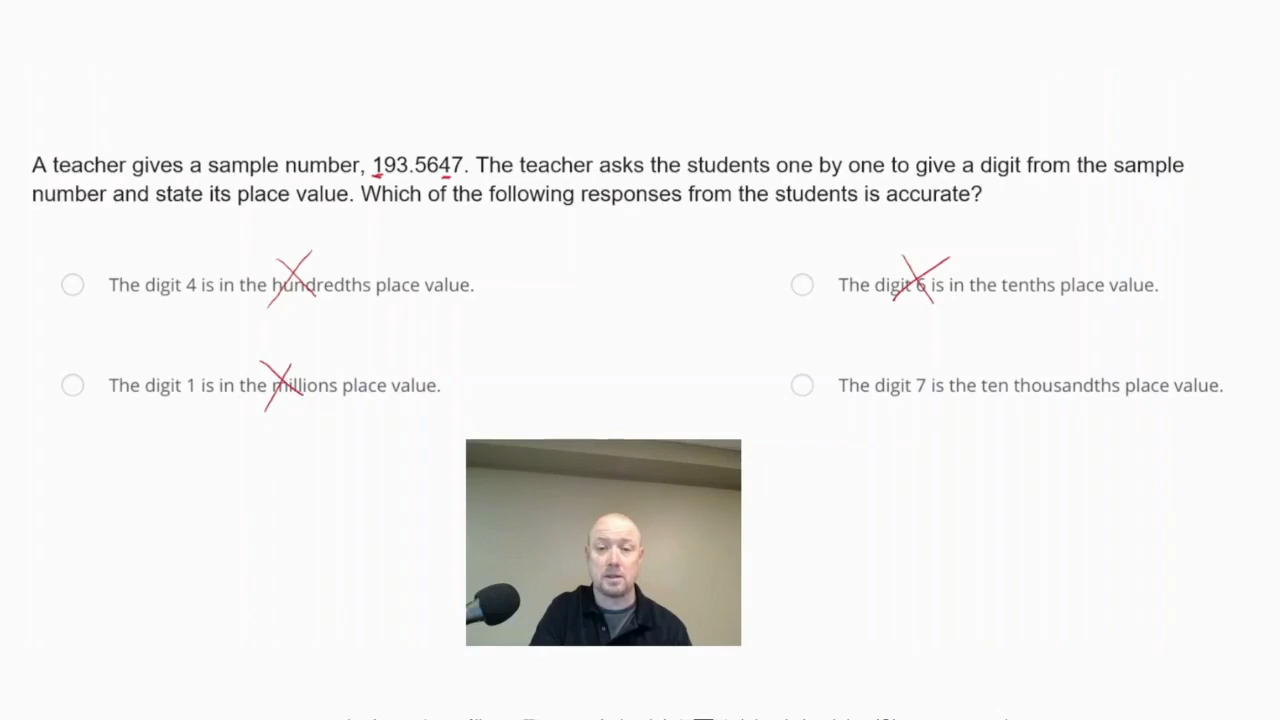 A teacher gives a sample number, 193.5647. The teacher asks the students one by one to give a digit from the sample
number and state its place value. Which of the following responses from the students is accurate?
The digit 4 is in the hundredths place value.
The digit 6 is in the tenths place value.
The digit 1 is in the millions place value.
The digit 7 is the ten thousandths place value.